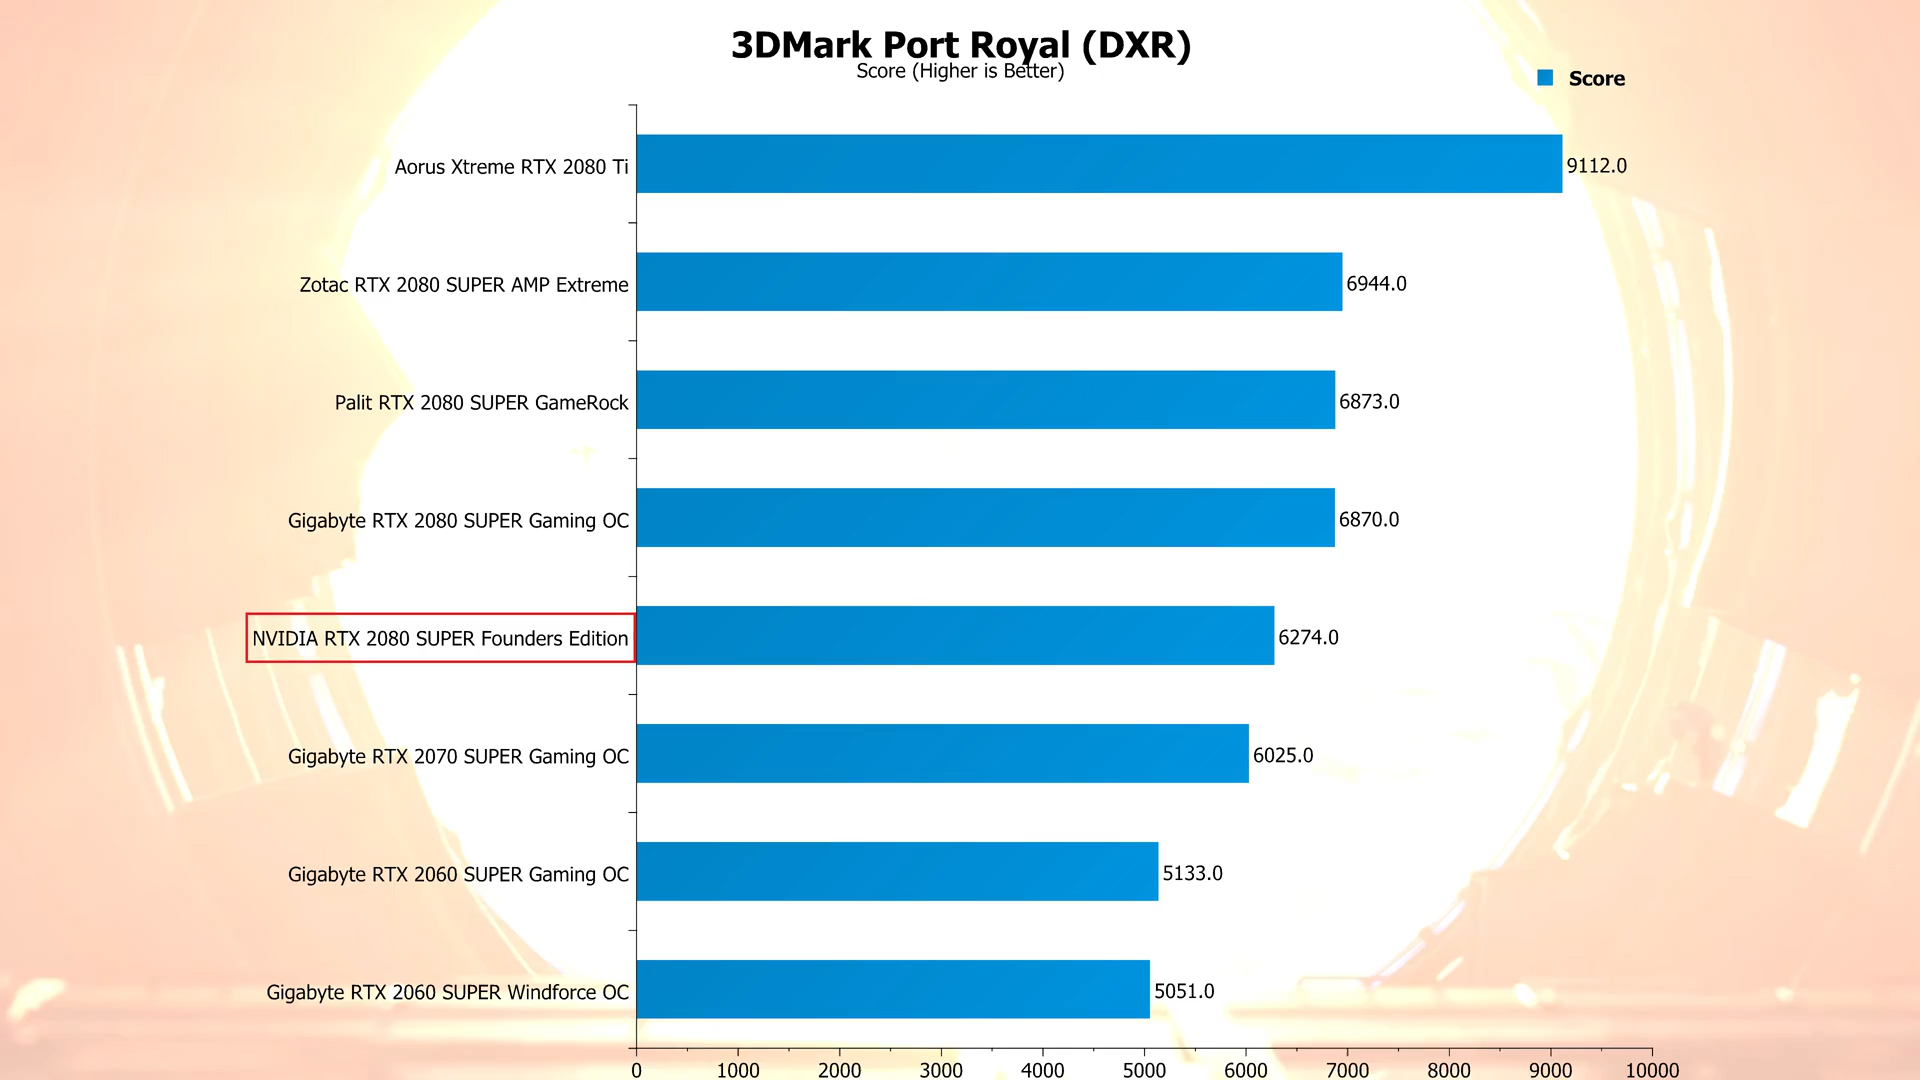 3DMark Port Royal (DXR)
Score (Higher is Better)
Score
Aorus Xtreme RTX 2080 Ti 9112.0
Zotac RTX 2080 SUPER AMP Extreme 6944.0
Palit RTX 2080 SUPER GameRock 6873.0
Gigabyte RTX 2080 SUPER Gaming OC 6870.0
NVIDIA RTX 2080 SUPER Founders Edition 6274.0
Gigabyte RTX 2070 SUPER Gaming OC 6025.0
Gigabyte RTX 2060 SUPER Gaming OC 5133.0
Gigabyte RTX 2060 SUPER Windforce OC 5051.0
0 1000 2000 3000 4000 5000 6000 7000 8000 9000 10000